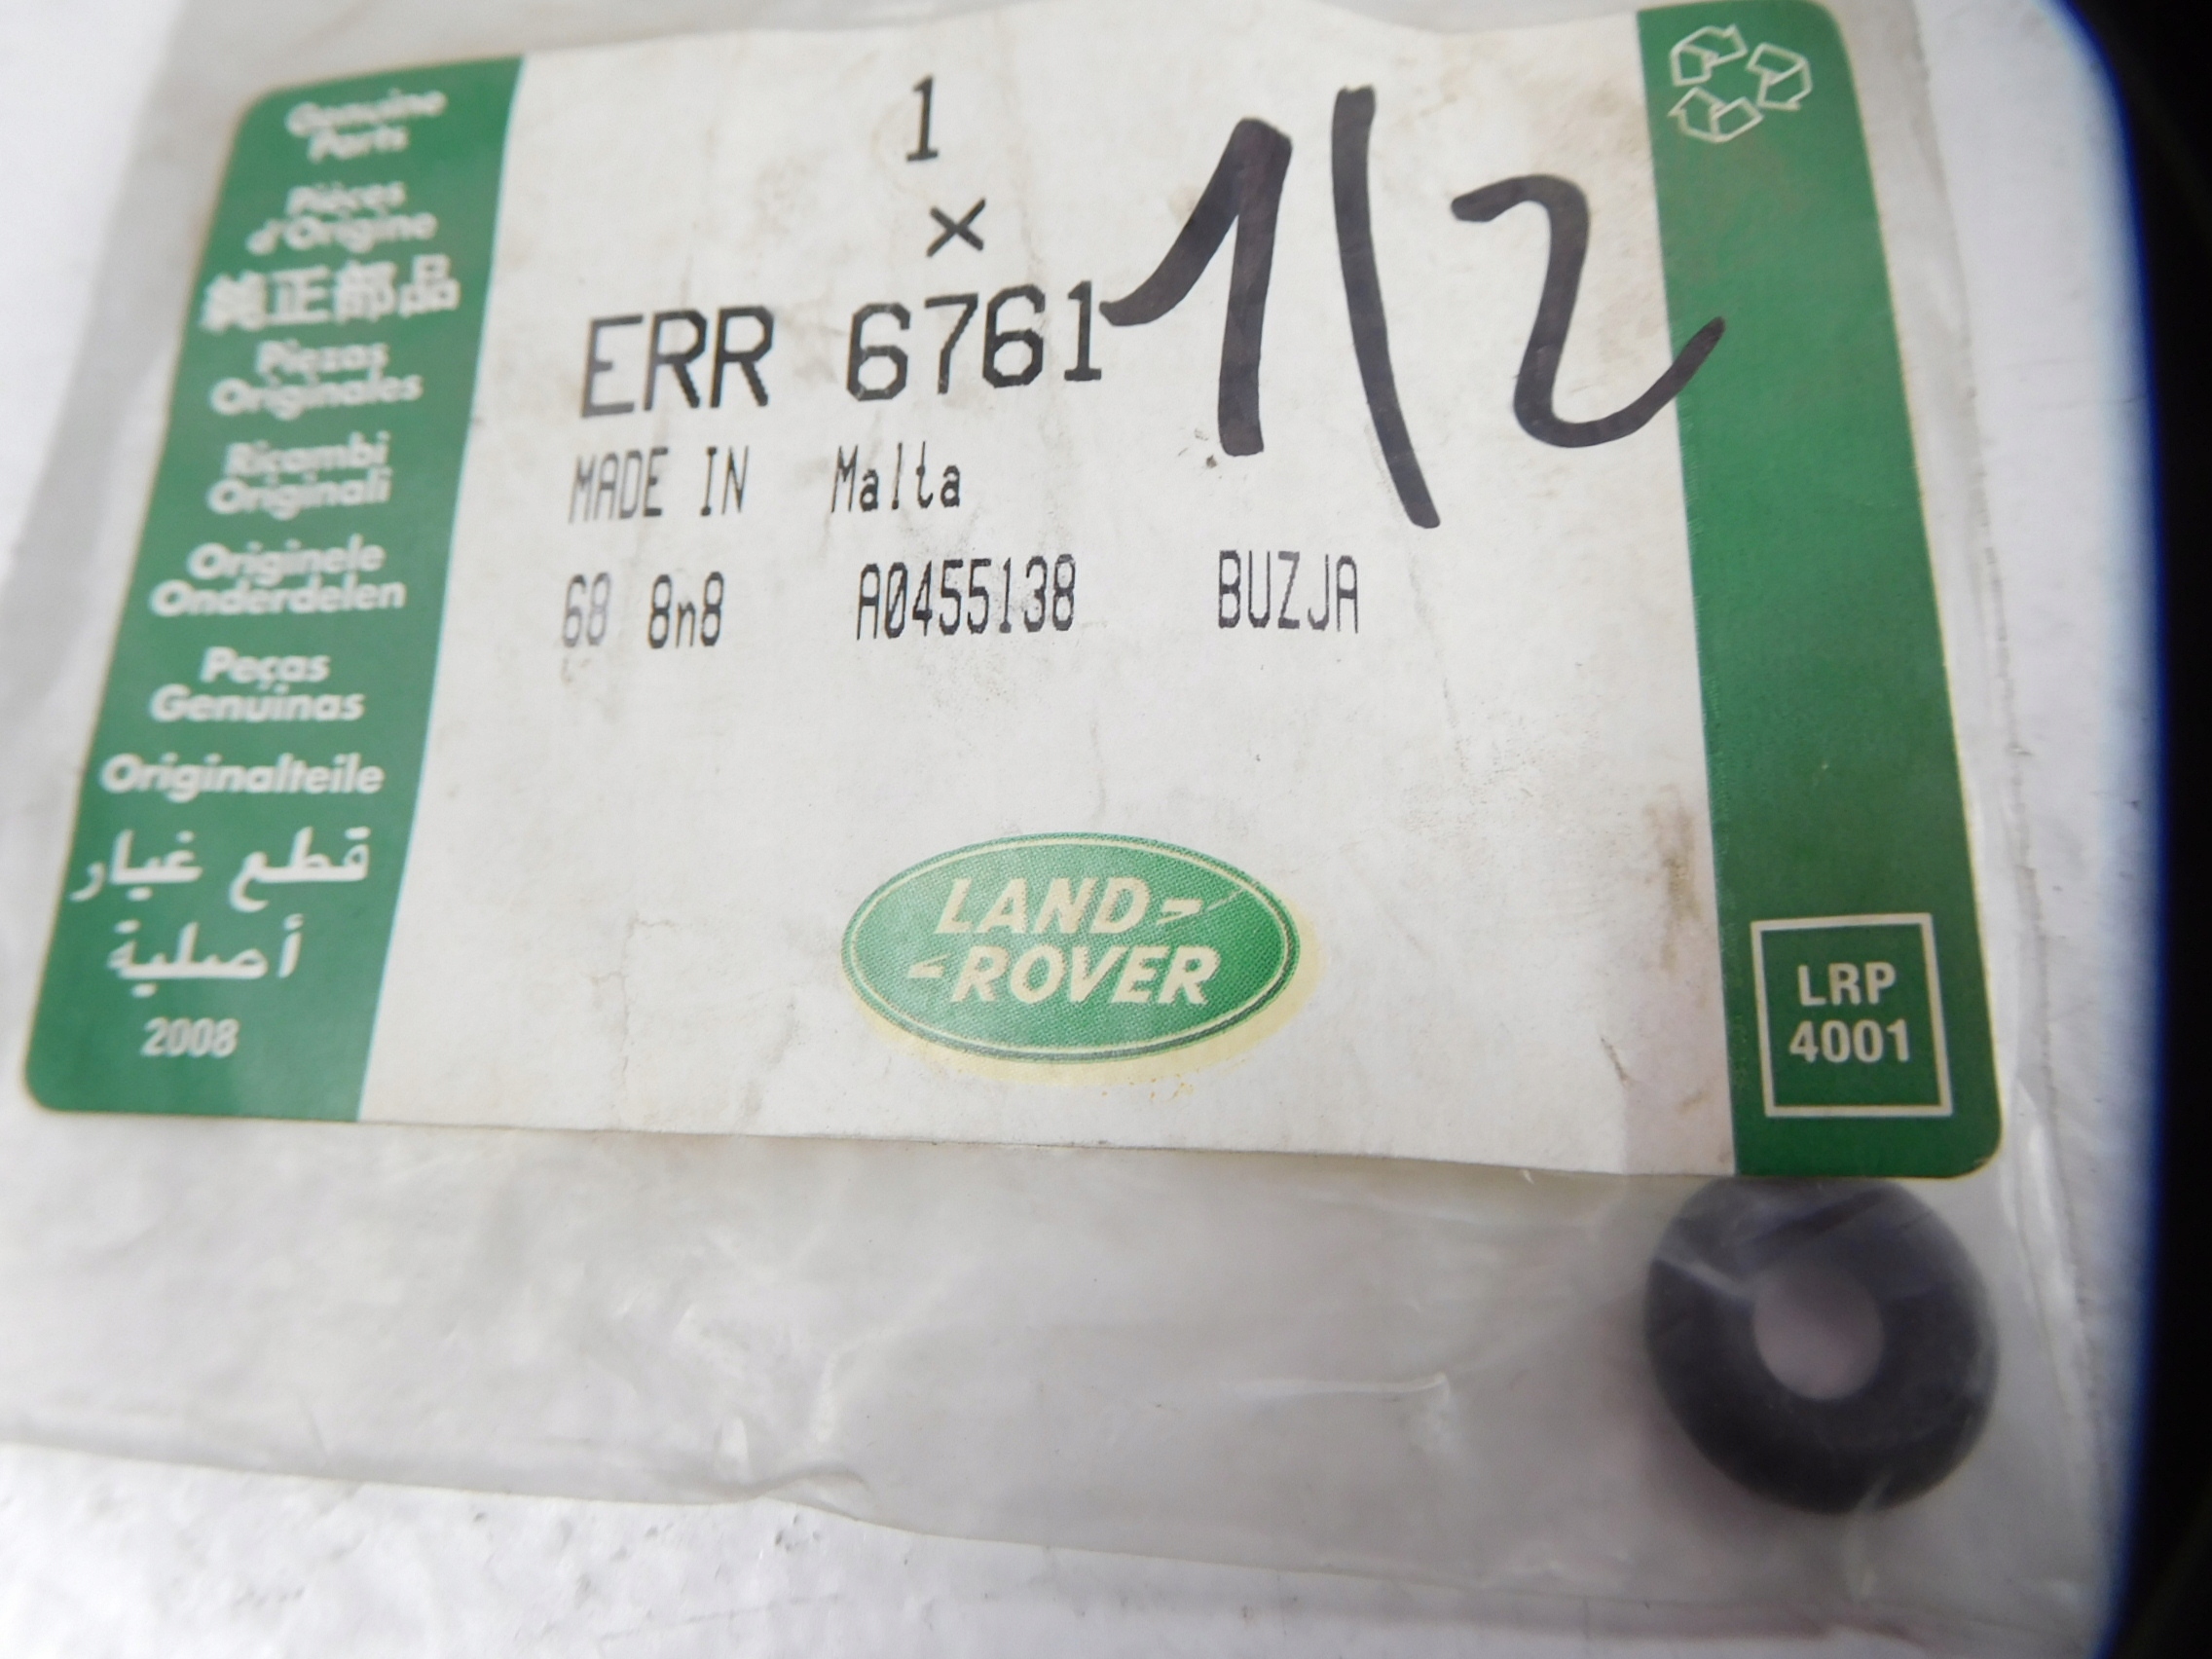 Genuine
Parts
Pièces
d'Origine
純正部品
Piezas
Originales
Ricambi
Originali
Originele
Onderdelen
Peças
Genuínas
Originalteile
قطع غيار
أصلية
2008
1
×
ERR 6761
1/2
MADE IN Malta
68 8n8 A0455138 BUZJA
LAND-
-ROVER
LRP
4001